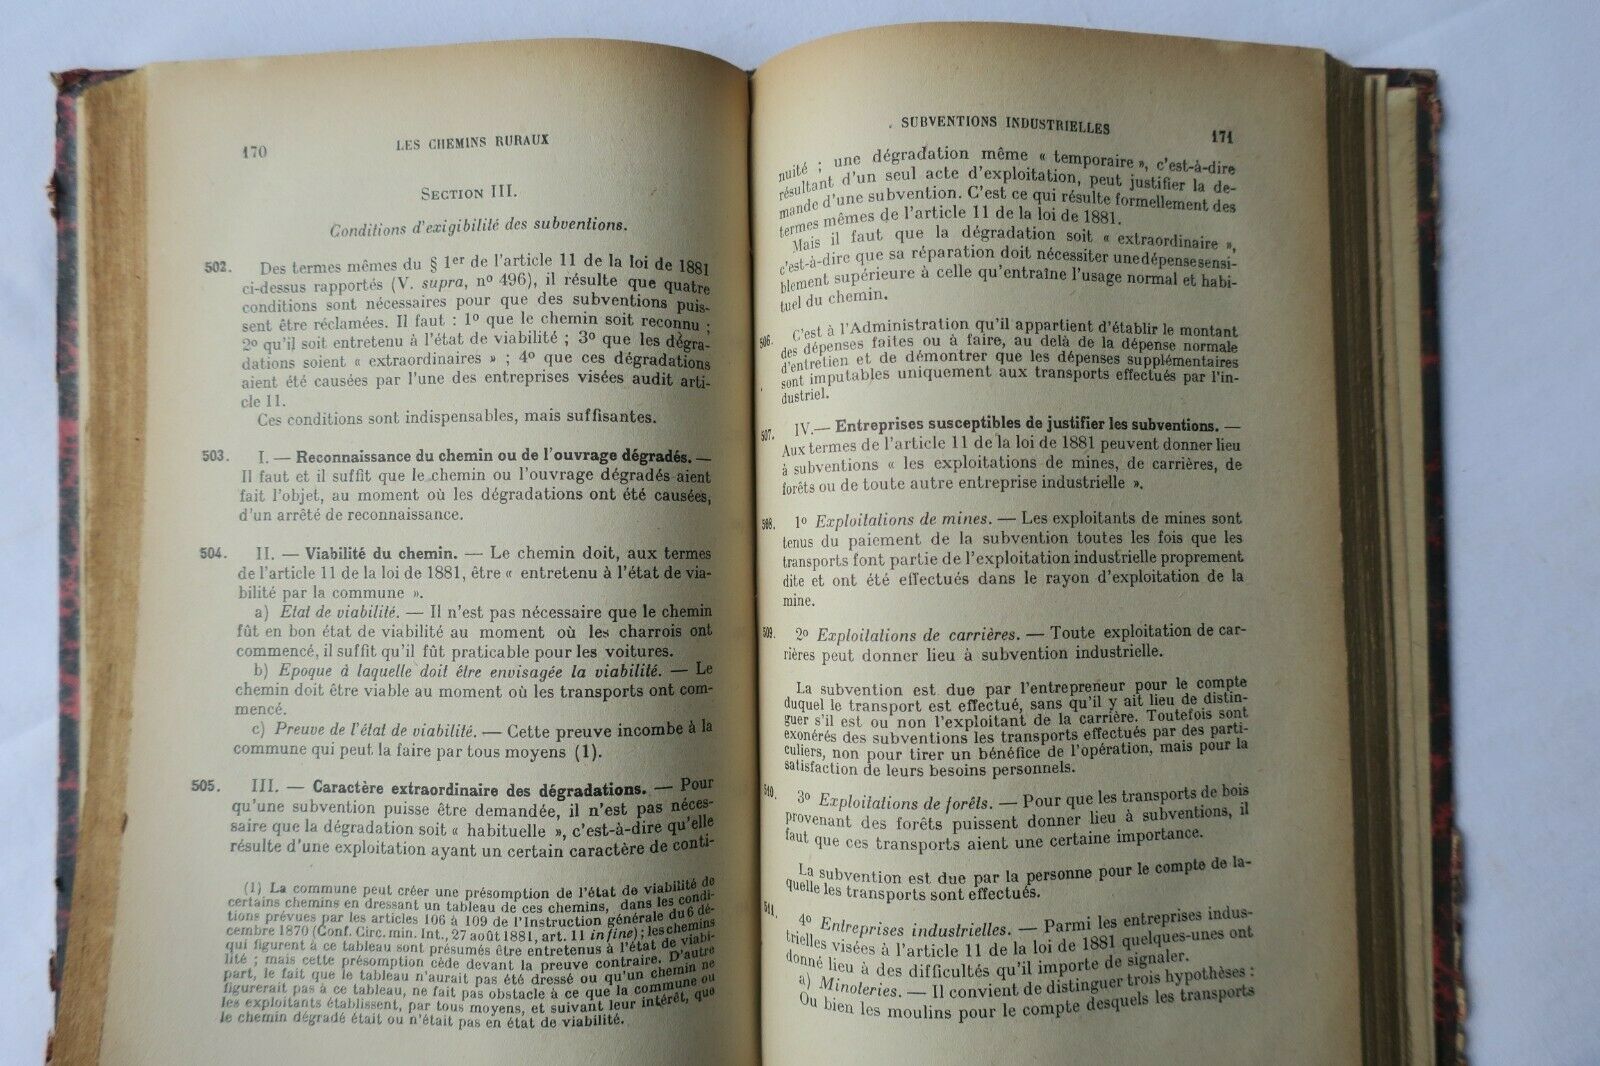 170
LES CHEMINS RURAUX
SECTION III.
Conditions d'exigibilité des subventions.
502. Des termes mêmes du § 1er de l'article 11 de la loi de 1881
ci-dessus rapportés (V. supra, nº 496), il résulte que quatre
conditions sont nécessaires pour que des subventions puis-
sent être réclamées. Il faut : 1º que le chemin soit reconnu ;
2º qu'il soit entretenu à l'état de viabilité ; 3º que les dégra-
dations soient « extraordinaires » ; 4º que ces dégradations
aient été causées par l'une des entreprises visées audit arti-
cle 11.
Ces conditions sont indispensables, mais suffisantes.
503. I. — Reconnaissance du chemin ou de l'ouvrage dégradés. —
Il faut et il suffit que le chemin ou l'ouvrage dégradés aient
fait l'objet, au moment où les dégradations ont été causées,
d'un arrêté de reconnaissance.
504. II. — Viabilité du chemin. — Le chemin doit, aux termes
de l'article 11 de la loi de 1881, être « entretenu à l'état de via-
bilité par la commune ».
a) Etat de viabilité. — Il n'est pas nécessaire que le chemin
fût en bon état de viabilité au moment où les charrois ont
commencé, il suffit qu'il fût praticable pour les voitures.
b) Epoque à laquelle doit être envisagée la viabilité. — Le
chemin doit être viable au moment où les transports ont com-
mencé.
c) Preuve de l'état de viabilité. — Cette preuve incombe à la
commune qui peut la faire par tous moyens (1).
505. III. — Caractère extraordinaire des dégradations. — Pour
qu'une subvention puisse être demandée, il n'est pas néces-
saire que la dégradation soit « habituelle », c'est-à-dire qu'elle
résulte d'une exploitation ayant un certain caractère de conti-
(1) La commune peut créer une présomption de l'état de viabilité de
certains chemins en dressant un tableau de ces chemins, dans les condi-
tions prévues par les articles 106 à 109 de l'Instruction générale du 6 dé-
cembre 1870 (Conf. Circ. min. Int., 27 août 1881, art. 11 in fine) ; les chemins
qui figurent à ce tableau sont présumés être entretenus à l'état de viabi-
lité ; mais cette présomption cède devant la preuve contraire. D'autre
part, le fait que le tableau n'aurait pas été dressé ou qu'un chemin ne
figurerait pas à ce tableau, ne fait pas obstacle à ce que la commune ou
les exploitants établissent, par tous moyens, et suivant leur intérêt, que
le chemin dégradé était ou n'était pas en état de viabilité.
SUBVENTIONS INDUSTRIELLES
171
nuité ; une dégradation même « temporaire », c'est-à-dire
résultant d'un seul acte d'exploitation, peut justifier la de-
mande d'une subvention. C'est ce qui résulte formellement des
termes mêmes de l'article 11 de la loi de 1881.
Mais il faut que la dégradation soit « extraordinaire »,
c'est-à-dire que sa réparation doit nécessiter une dépense sensi-
blement supérieure à celle qu'entraîne l'usage normal et habi-
tuel du chemin.
506. C'est à l'Administration qu'il appartient d'établir le montant
des dépenses faites ou à faire, au delà de la dépense normale
d'entretien et de démontrer que les dépenses supplémentaires
sont imputables uniquement aux transports effectués par l'in-
dustriel.
507. IV. — Entreprises susceptibles de justifier les subventions. —
Aux termes de l'article 11 de la loi de 1881 peuvent donner lieu
à subventions « les exploitations de mines, de carrières, de
forêts ou de toute autre entreprise industrielle ».
508. 1º Exploitations de mines. — Les exploitants de mines sont
tenus du paiement de la subvention toutes les fois que les
transports font partie de l'exploitation industrielle proprement
dite et ont été effectués dans le rayon d'exploitation de la
mine.
509. 2º Exploitations de carrières. — Toute exploitation de car-
rières peut donner lieu à subvention industrielle.
La subvention est due par l'entrepreneur pour le compte
duquel le transport est effectué, sans qu'il y ait lieu de distin-
guer s'il est ou non l'exploitant de la carrière. Toutefois sont
exonérés des subventions les transports effectués par des parti-
culiers, non pour tirer un bénéfice de l'opération, mais pour la
satisfaction de leurs besoins personnels.
510. 3º Exploitations de forêts. — Pour que les transports de bois
provenant des forêts puissent donner lieu à subventions, il
faut que ces transports aient une certaine importance.
La subvention est due par la personne pour le compte de la-
quelle les transports sont effectués.
511. 4º Entreprises industrielles. — Parmi les entreprises indus-
trielles visées à l'article 11 de la loi de 1881 quelques-unes ont
donné lieu à des difficultés qu'il importe de signaler.
a) Minoteries. — Il convient de distinguer trois hypothèses :
Ou bien les moulins pour le compte desquels les transports